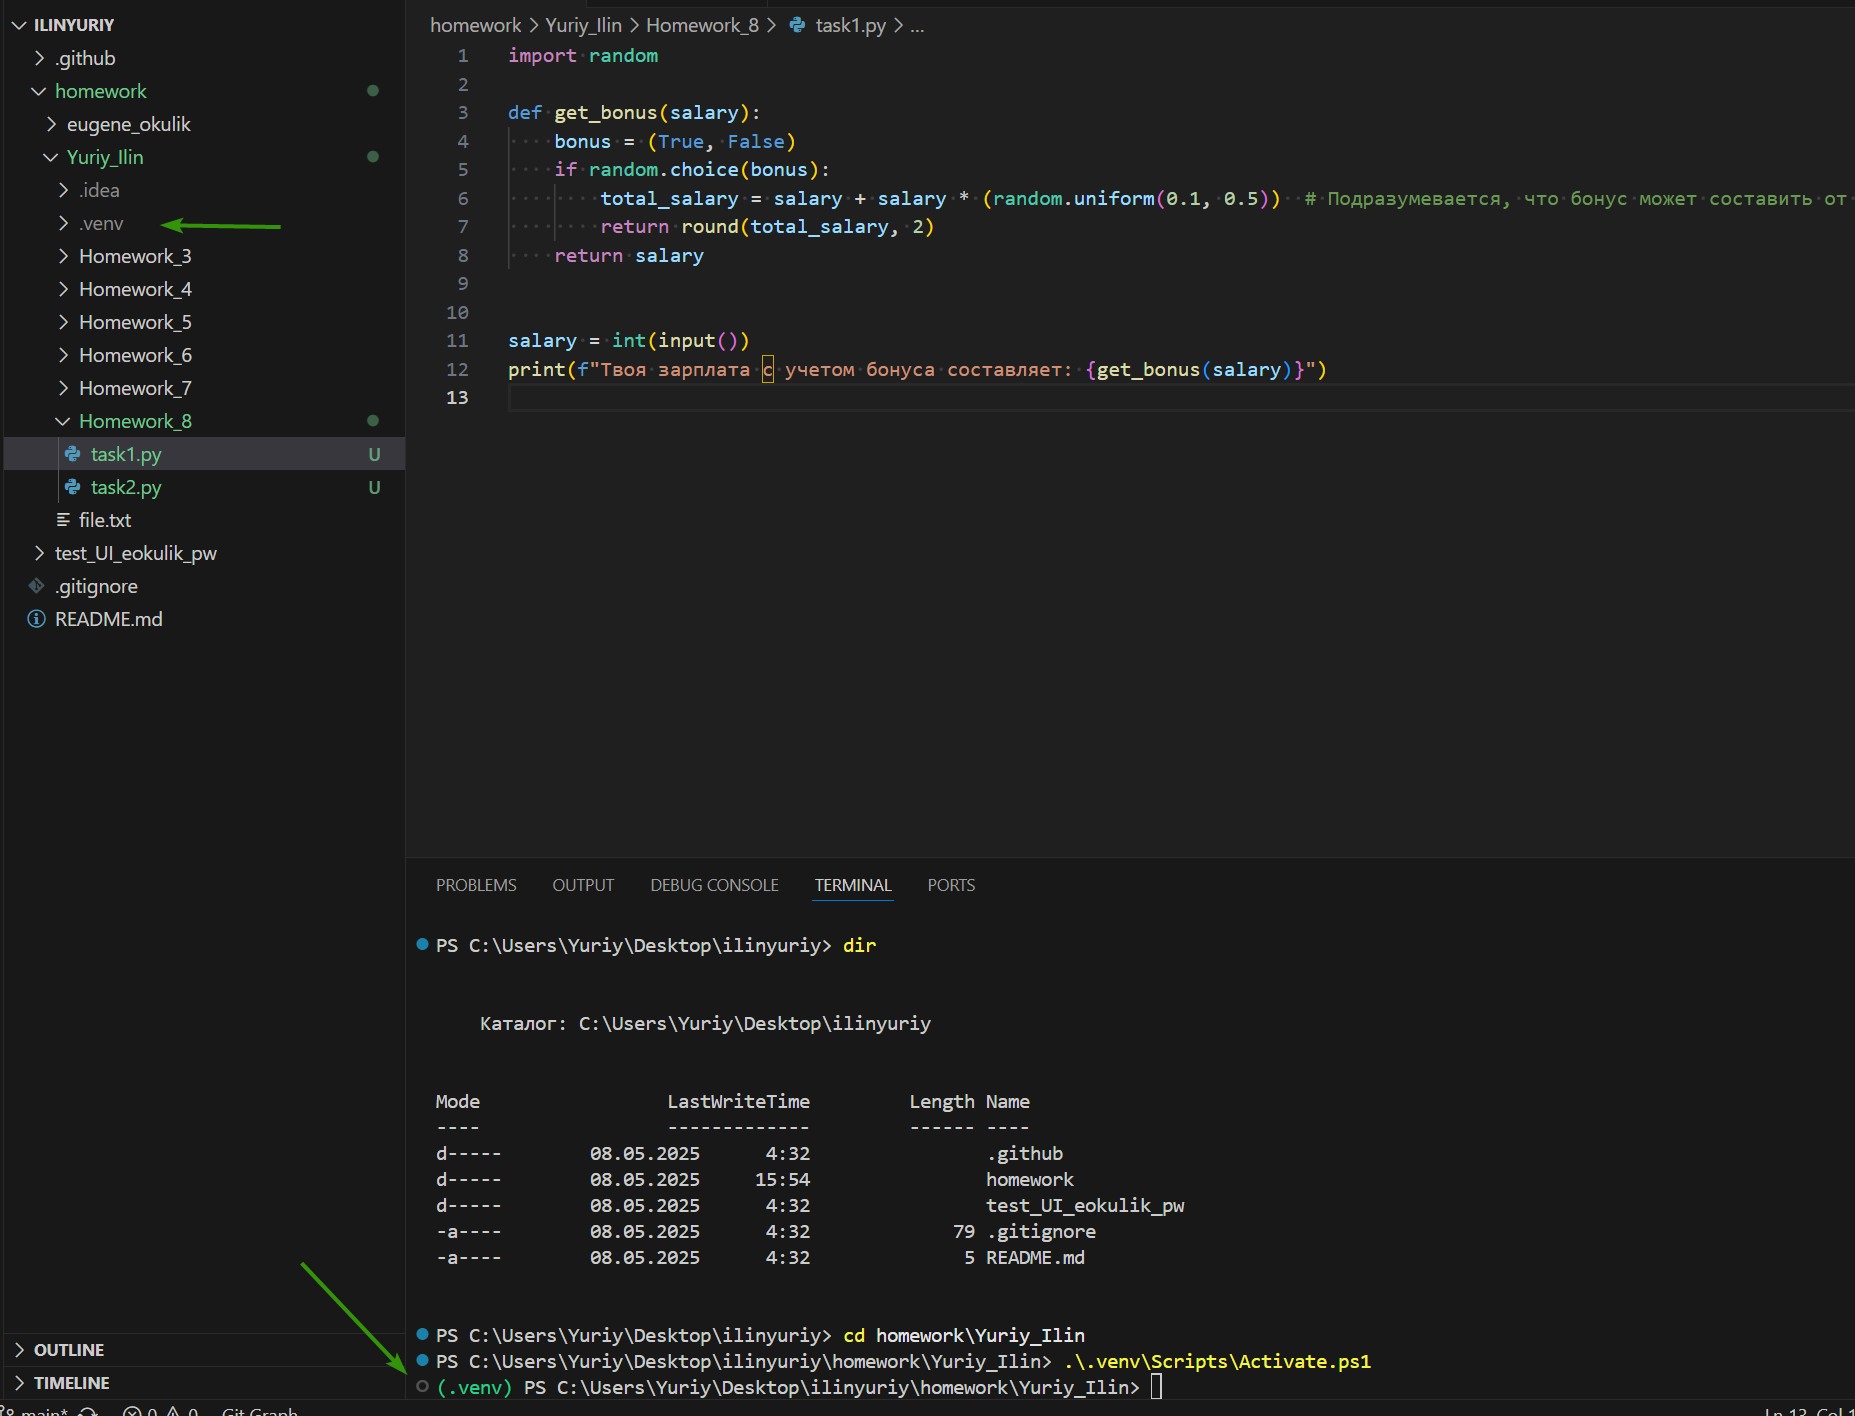 ILINYURIY
.github
homework
eugene_okulik
Yuriy_Ilin
.idea
.venv
Homework_3
Homework_4
Homework_5
Homework_6
Homework_7
Homework_8
task1.py U
task2.py U
file.txt
test_UI_eokulik_pw
.gitignore
README.md
OUTLINE
TIMELINE
homework > Yuriy_Ilin > Homework_8 > task1.py > ...
1 import random
2
3 def get_bonus(salary):
4     bonus = (True, False)
5     if random.choice(bonus):
6         total_salary = salary + salary * (random.uniform(0.1, 0.5))  # Подразумевается, что бонус может составить от
7         return round(total_salary, 2)
8     return salary
9
10
11 salary = int(input())
12 print(f"Твоя зарплата с учетом бонуса составляет: {get_bonus(salary)}")
13
PROBLEMS OUTPUT DEBUG CONSOLE TERMINAL PORTS
PS C:\Users\Yuriy\Desktop\ilinyuriy> dir
Каталог: C:\Users\Yuriy\Desktop\ilinyuriy
Mode LastWriteTime Length Name
---- ------------- ------ ----
d----- 08.05.2025 4:32 .github
d----- 08.05.2025 15:54 homework
d----- 08.05.2025 4:32 test_UI_eokulik_pw
-a---- 08.05.2025 4:32 79 .gitignore
-a---- 08.05.2025 4:32 5 README.md
PS C:\Users\Yuriy\Desktop\ilinyuriy> cd homework\Yuriy_Ilin
PS C:\Users\Yuriy\Desktop\ilinyuriy\homework\Yuriy_Ilin> .\.venv\Scripts\Activate.ps1
(.venv) PS C:\Users\Yuriy\Desktop\ilinyuriy\homework\Yuriy_Ilin>
main* 0 0 Git Graph Ln 13, Col 1